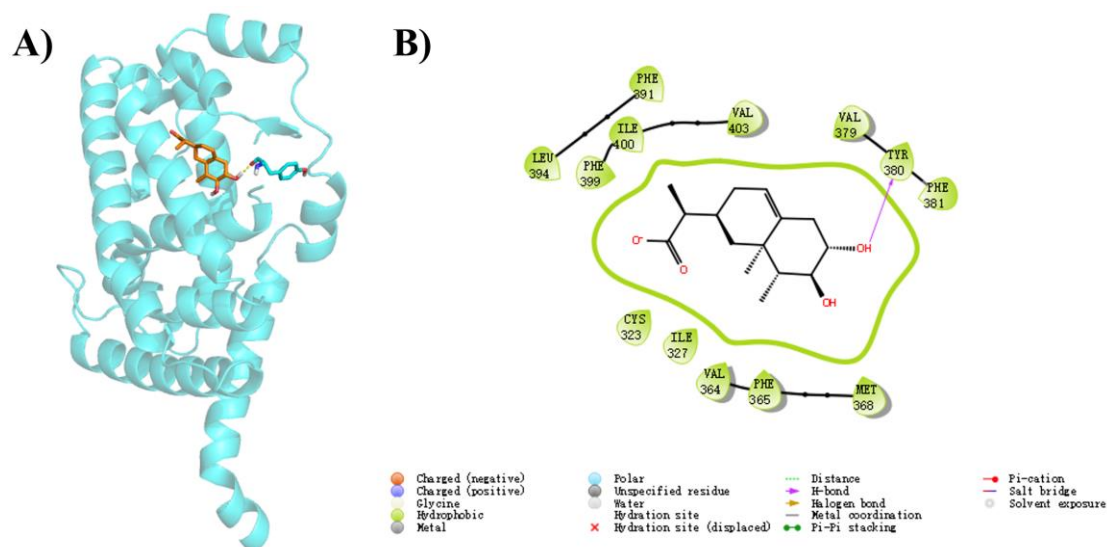 A)
B)
PHE
391
ILE
400
VAL
403
LEU
394
PHE
399
VAL
379
TYR
380
PHE
381
O-
O
OH
OH
CYS
323
ILE
327
VAL
364
PHE
365
MET
368
Charged (negative)
Charged (positive)
Glycine
Hydrophobic
Metal
Polar
Unspecified residue
Water
Hydration site
Hydration site (displaced)
Distance
H-bond
Halogen bond
Metal coordination
Pi-Pi stacking
Pi-cation
Salt bridge
Solvent exposure